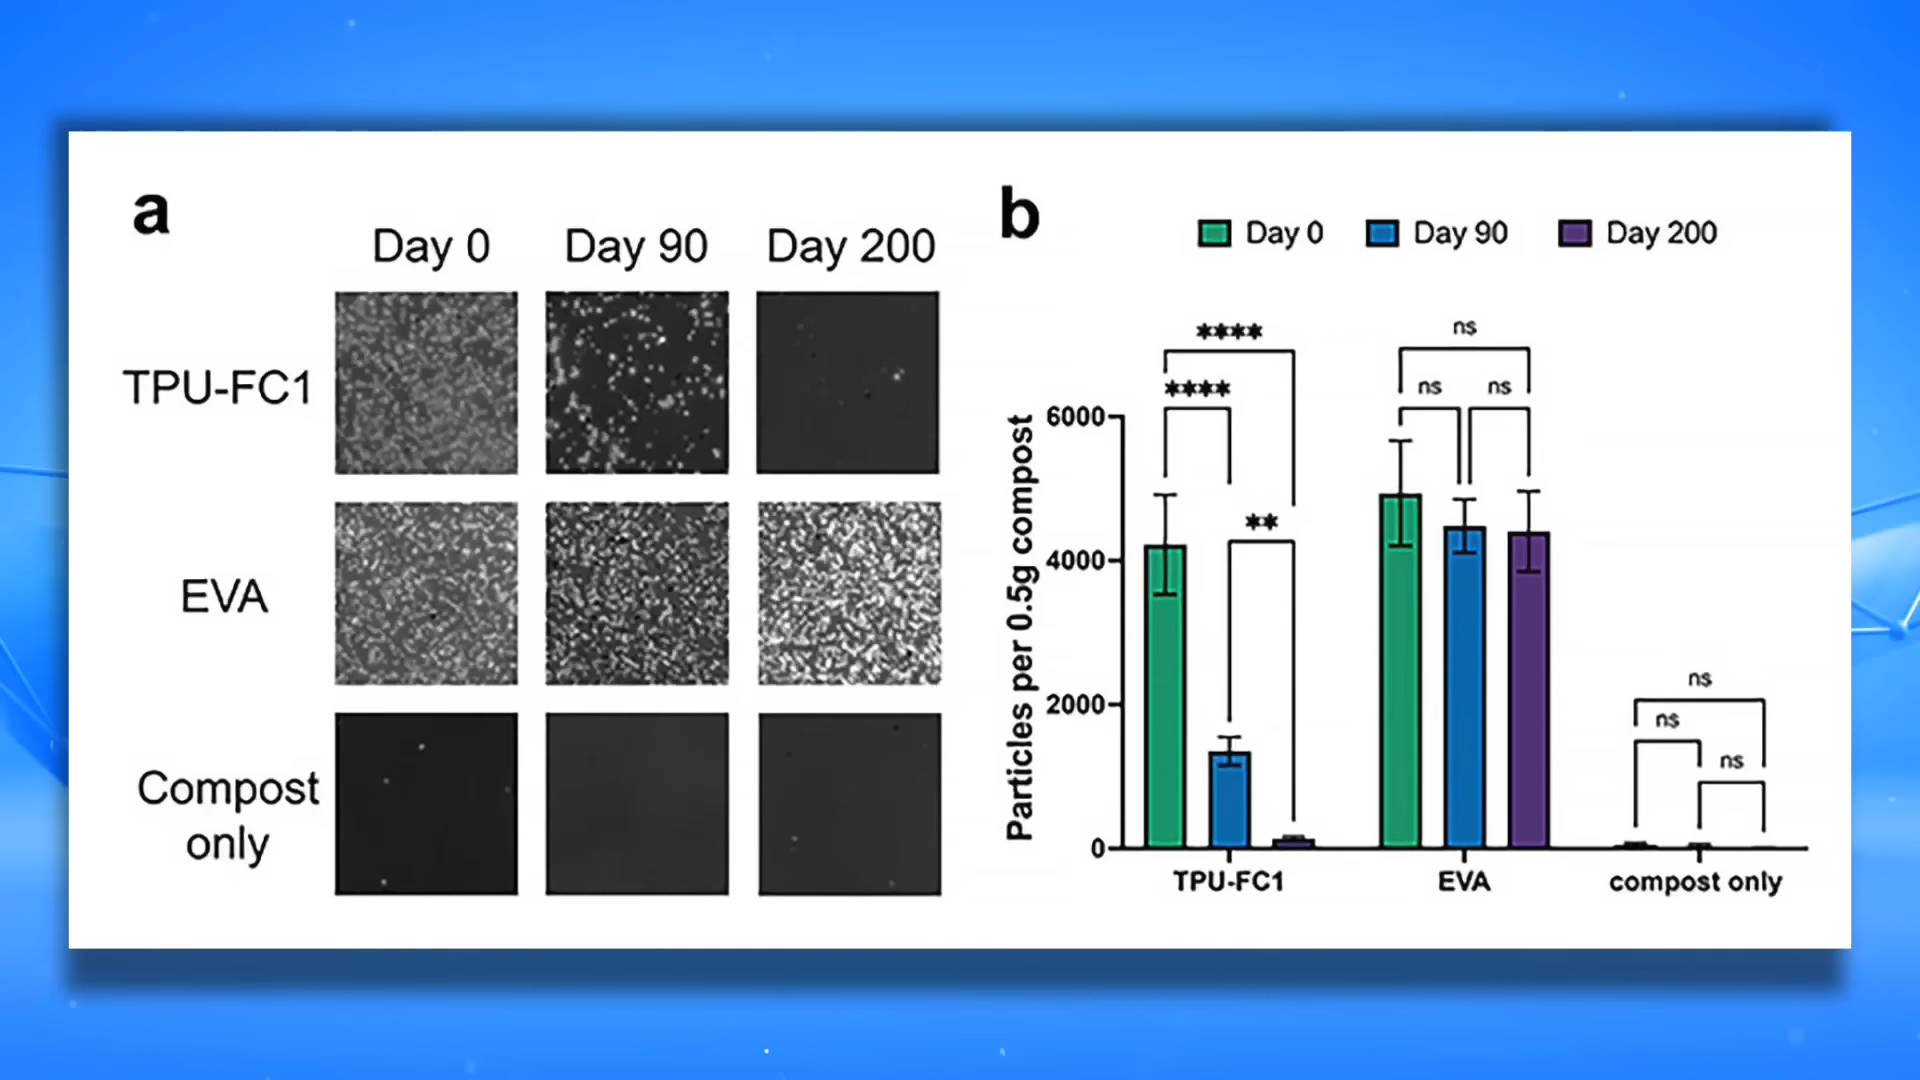 a
Day 0 Day 90 Day 200
TPU-FC1
EVA
Compost
only
b
Day 0 Day 90 Day 200
Particles per 0.5g compost
6000
4000
2000
0
****
****
**
ns
ns ns
ns
ns
ns
TPU-FC1 EVA compost only